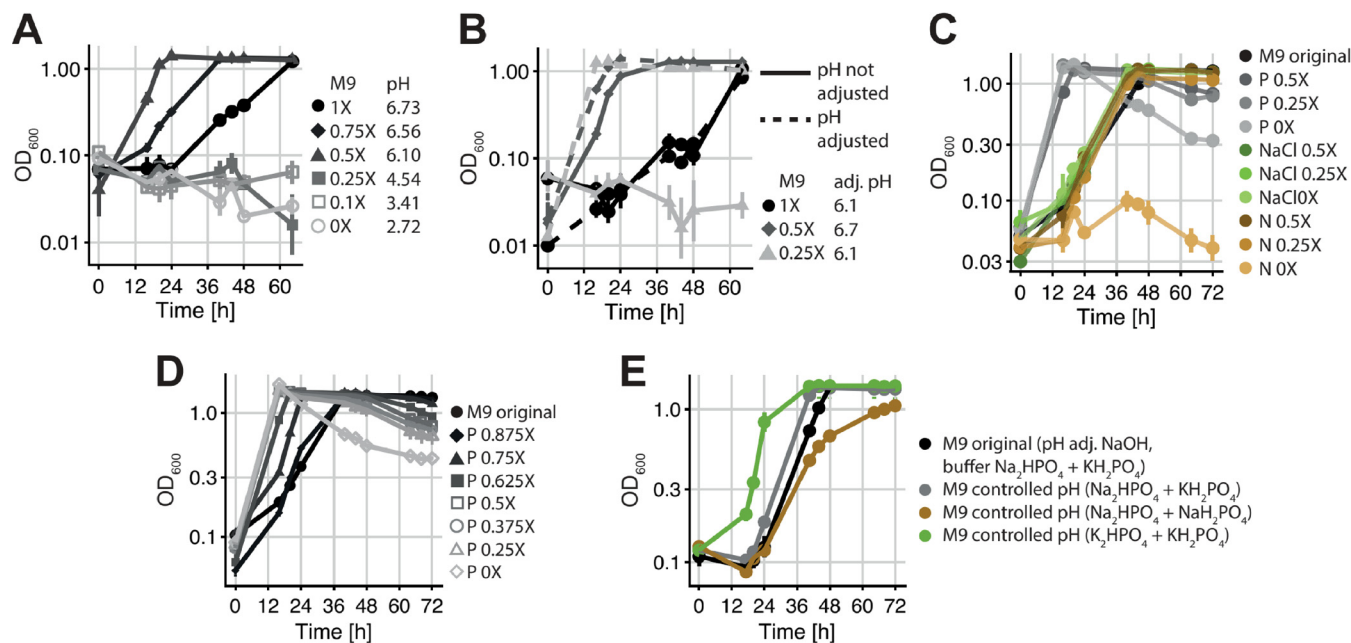 A
OD600
1.00
0.10
0.01
0 12 24 36 48 60
Time [h]
M9 pH
1X 6.73
0.75X 6.56
0.5X 6.10
0.25X 4.54
0.1X 3.41
0X 2.72
B
OD600
1.00
0.10
0.01
0 12 24 36 48 60
Time [h]
pH not
adjusted
pH
adjusted
M9 adj. pH
1X 6.1
0.5X 6.7
0.25X 6.1
C
OD600
1.00
0.30
0.10
0.03
0 12 24 36 48 60 72
Time [h]
M9 original
P 0.5X
P 0.25X
P 0X
NaCl 0.5X
NaCl 0.25X
NaCl0X
N 0.5X
N 0.25X
N 0X
D
OD600
1.0
0.3
0.1
0 12 24 36 48 60 72
Time [h]
M9 original
P 0.875X
P 0.75X
P 0.625X
P 0.5X
P 0.375X
P 0.25X
P 0X
E
OD600
1.0
0.3
0.1
0 12 24 36 48 60 72
Time [h]
M9 original (pH adj. NaOH,
buffer Na2HPO4 + KH2PO4)
M9 controlled pH (Na2HPO4 + KH2PO4)
M9 controlled pH (Na2HPO4 + NaH2PO4)
M9 controlled pH (K2HPO4 + KH2PO4)